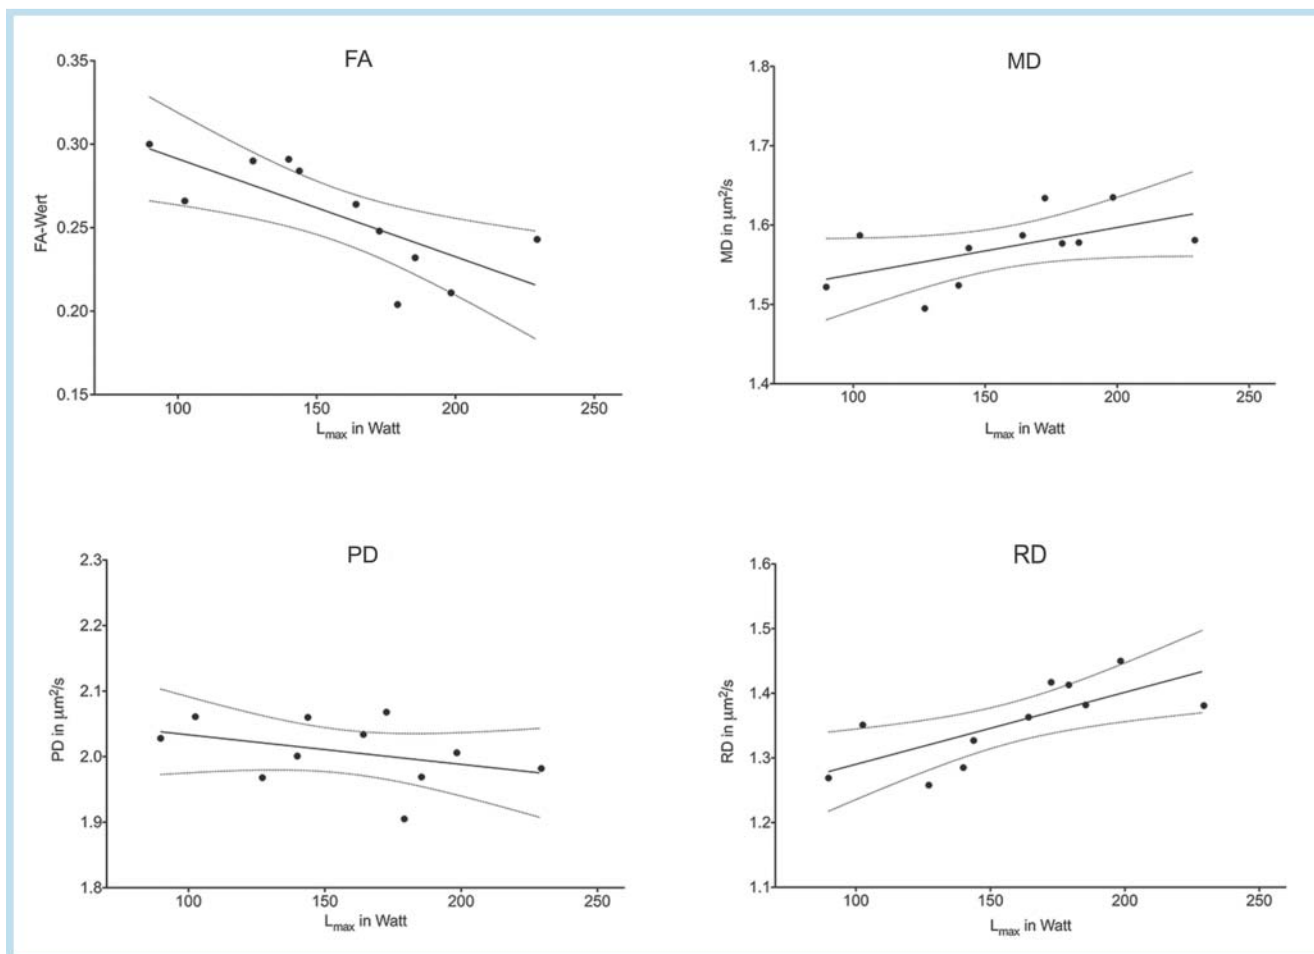 FA
0.35
0.30
0.25
0.20
0.15
FA-Wert
100 150 200 250
Lmax in Watt
MD
1.8
1.7
1.6
1.5
1.4
MD in μm²/s
100 150 200 250
Lmax in Watt
PD
2.3
2.2
2.1
2.0
1.9
1.8
PD in μm²/s
100 150 200 250
Lmax in Watt
RD
1.6
1.5
1.4
1.3
1.2
1.1
RD in μm²/s
100 150 200 250
Lmax in Watt